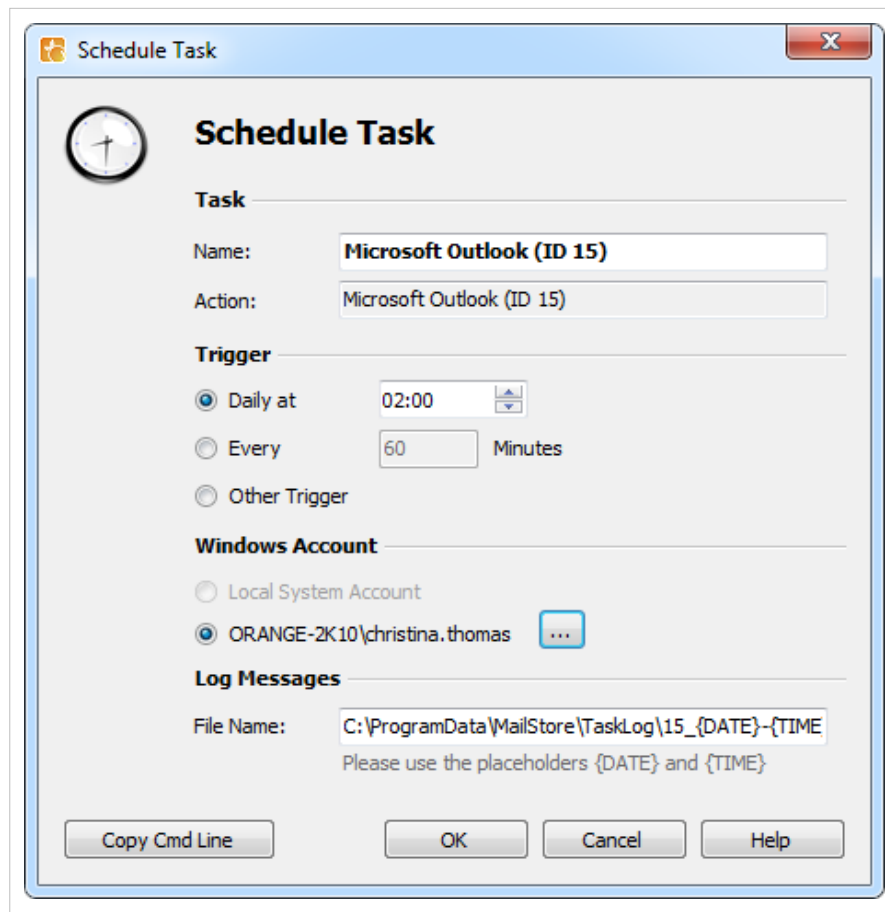 Schedule Task
Schedule Task
Task
Name: Microsoft Outlook (ID 15)
Action: Microsoft Outlook (ID 15)
Trigger
Daily at 02:00
Every 60 Minutes
Other Trigger
Windows Account
Local System Account
ORANGE-2K10\christina.thomas ...
Log Messages
File Name: C:\ProgramData\MailStore\TaskLog\15_{DATE}-{TIME
Please use the placeholders {DATE} and {TIME}
Copy Cmd Line OK Cancel Help